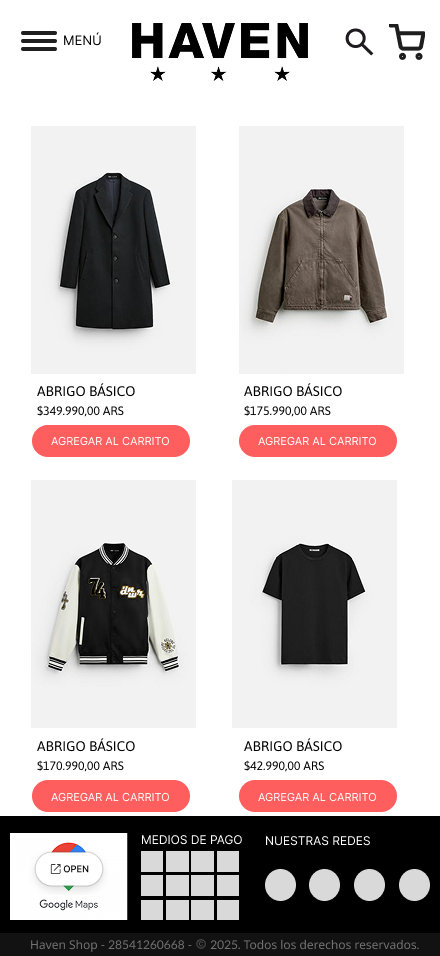 MENÚ
HAVEN
ABRIGO BÁSICO
$349.990,00 ARS
AGREGAR AL CARRITO
ABRIGO BÁSICO
$175.990,00 ARS
AGREGAR AL CARRITO
ABRIGO BÁSICO
$170.990,00 ARS
AGREGAR AL CARRITO
ABRIGO BÁSICO
$42.990,00 ARS
AGREGAR AL CARRITO
OPEN
Google Maps
MEDIOS DE PAGO
NUESTRAS REDES
Haven Shop - 28541260668 - © 2025. Todos los derechos reservados.